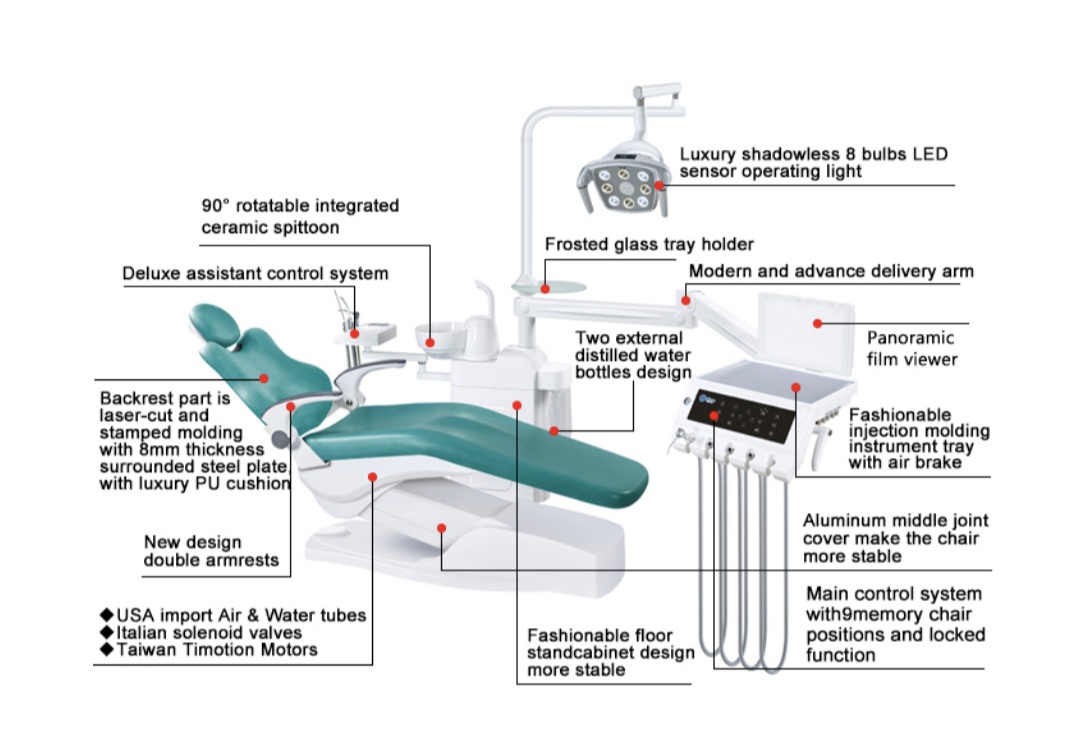 Luxury shadowless 8 bulbs LED
sensor operating light
90° rotatable integrated
ceramic spittoon
Frosted glass tray holder
Deluxe assistant control system
Modern and advance delivery arm
Two external
distilled water
bottles design
Panoramic
film viewer
Backrest part is
laser-cut and
stamped molding
with 8mm thickness
surrounded steel plate,
with luxury PU cushion
Fashionable
injection molding
instrument tray
with air brake
New design
double armrests
Aluminum middle joint
cover make the chair
more stable
◆USA import Air & Water tubes
◆Italian solenoid valves
◆Taiwan Timotion Motors
Fashionable floor
standcabinet design
more stable
Main control system
with9memory chair
positions and locked
function